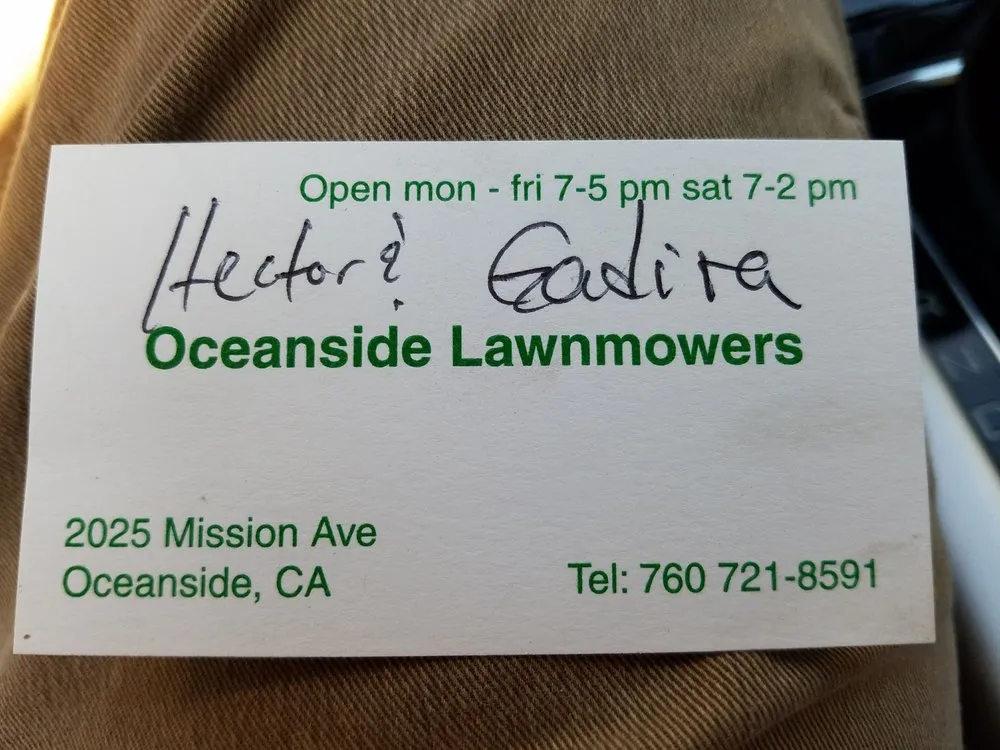 Open mon - fri 7-5 pm sat 7-2 pm
Hector &
Oceanside Lawnmowers
2025 Mission Ave
Oceanside, CA
Tel: 760 721-8591